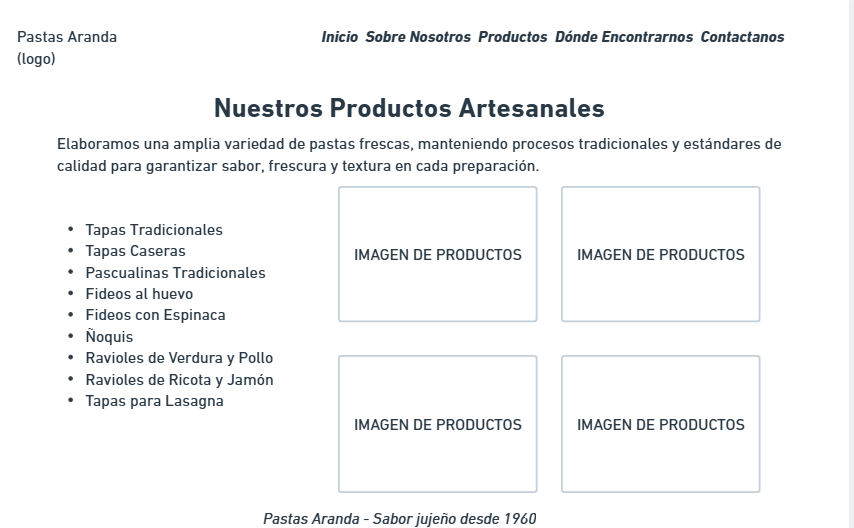 Pastas Aranda
(logo)
Inicio Sobre Nosotros Productos Dónde Encontrarnos Contactanos
Nuestros Productos Artesanales
Elaboramos una amplia variedad de pastas frescas, manteniendo procesos tradicionales y estándares de
calidad para garantizar sabor, frescura y textura en cada preparación.
• Tapas Tradicionales
• Tapas Caseras
• Pascualinas Tradicionales
• Fideos al huevo
• Fideos con Espinaca
• Ñoquis
• Ravioles de Verdura y Pollo
• Ravioles de Ricota y Jamón
• Tapas para Lasagna
IMAGEN DE PRODUCTOS
IMAGEN DE PRODUCTOS
IMAGEN DE PRODUCTOS
IMAGEN DE PRODUCTOS
Pastas Aranda - Sabor jujeño desde 1960